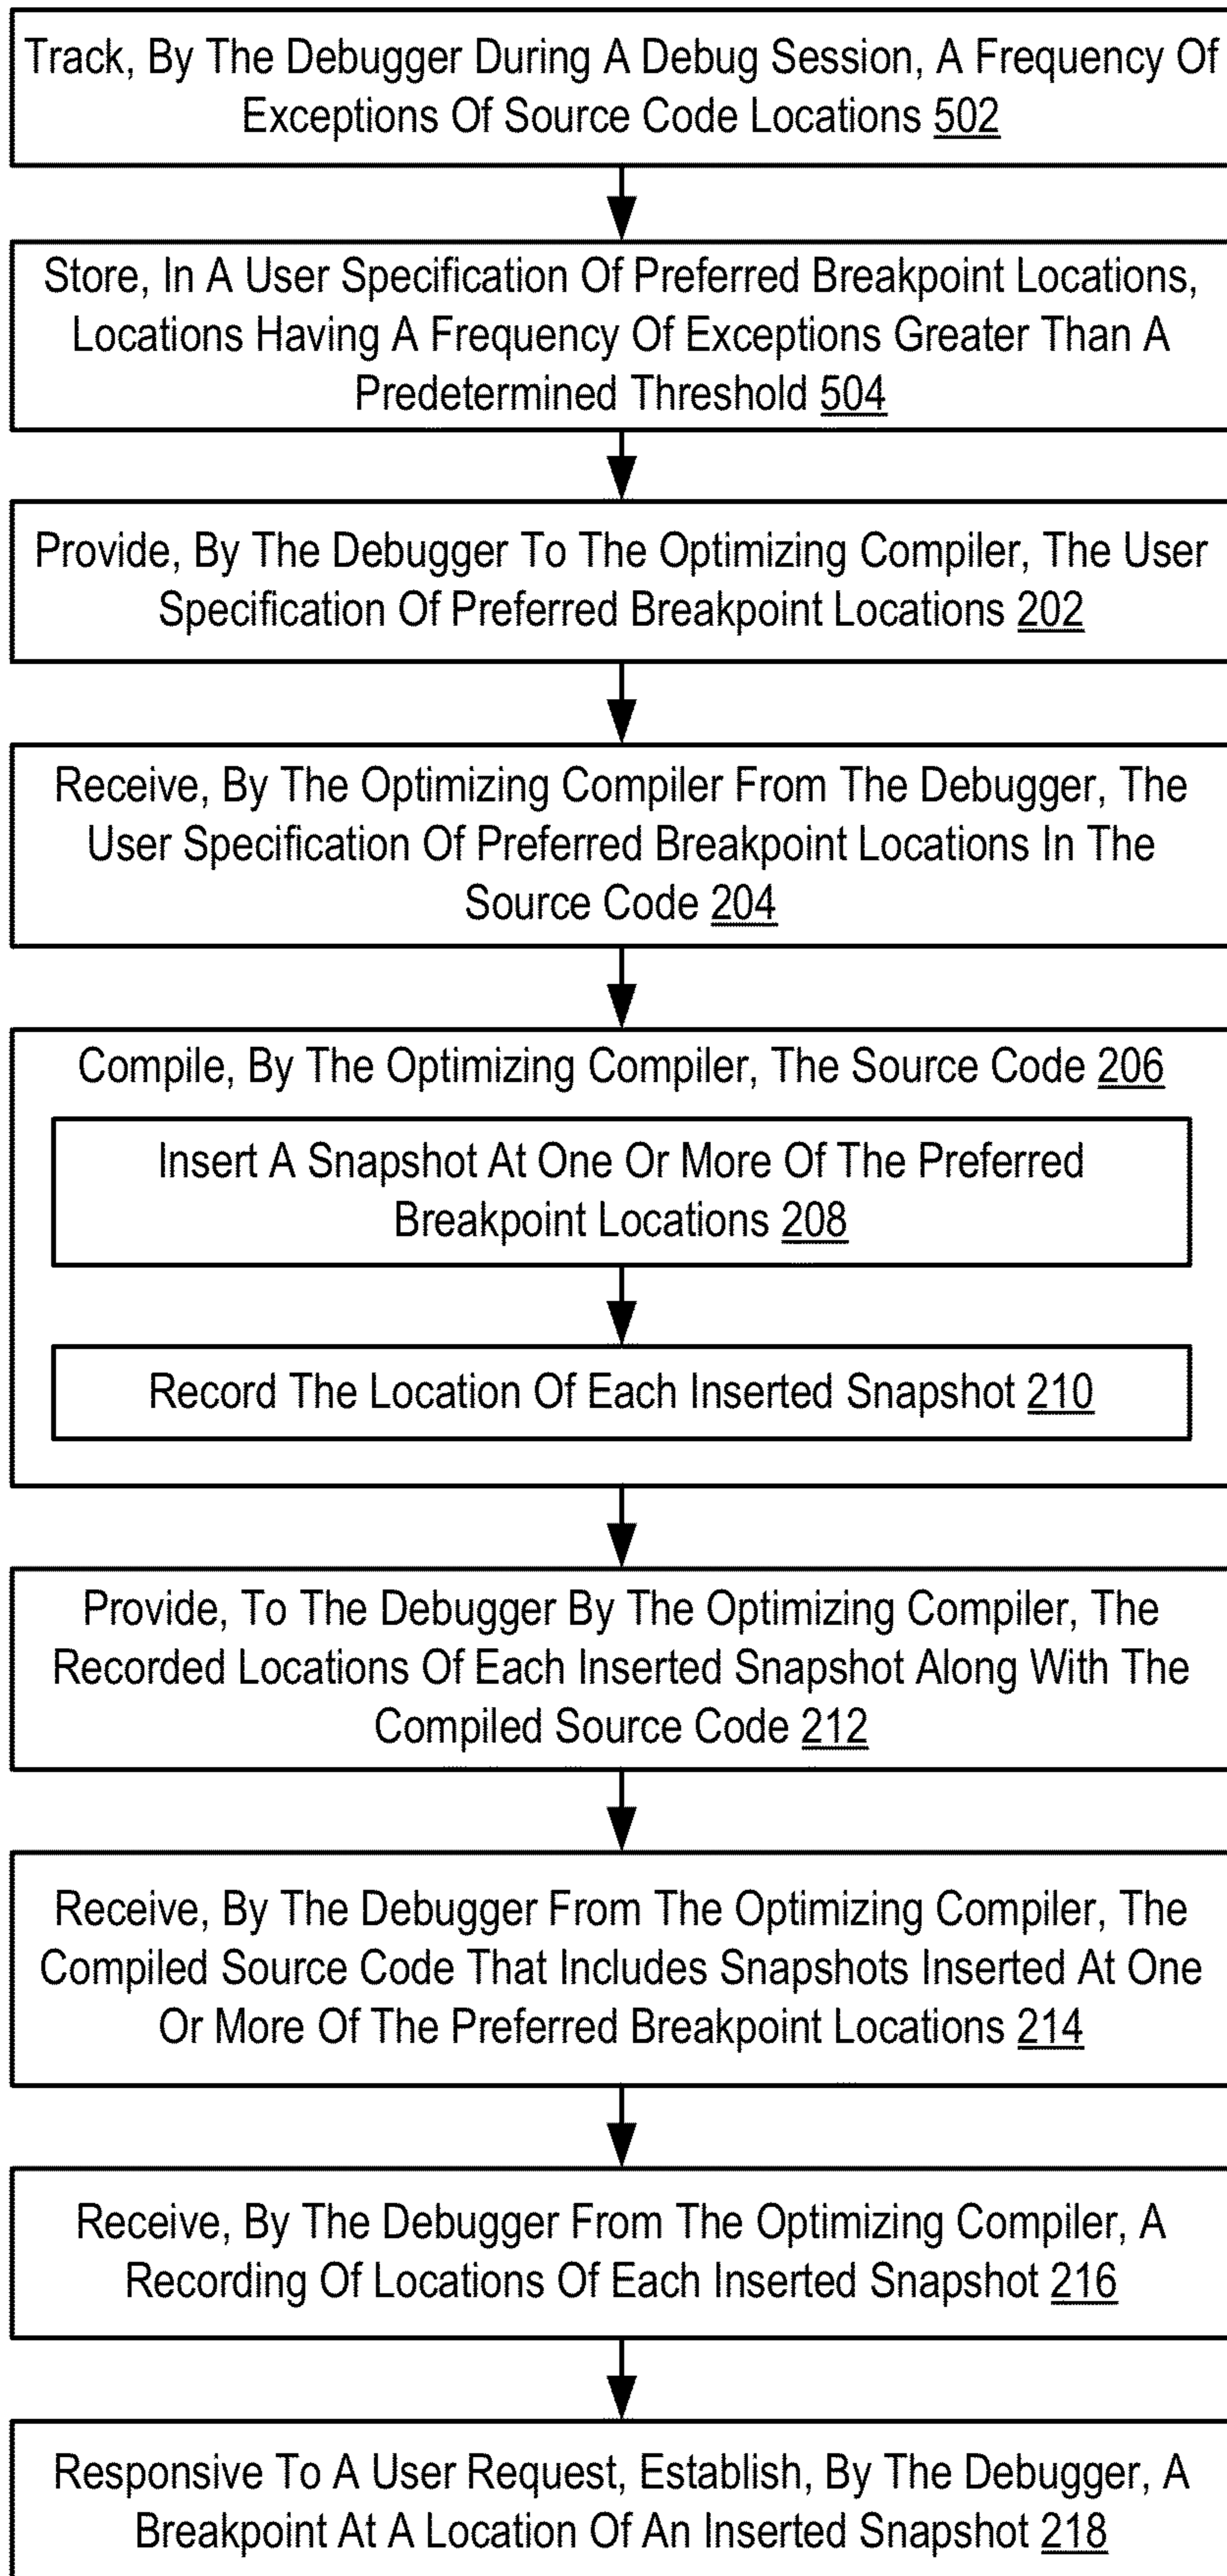 Track, By The Debugger During A Debug Session, A Frequency Of
Exceptions Of Source Code Locations 502
Store, In A User Specification Of Preferred Breakpoint Locations,
Locations Having A Frequency Of Exceptions Greater Than A
Predetermined Threshold 504
Provide, By The Debugger To The Optimizing Compiler, The User
Specification Of Preferred Breakpoint Locations 202
Receive, By The Optimizing Compiler From The Debugger, The
User Specification Of Preferred Breakpoint Locations In The
Source Code 204
Compile, By The Optimizing Compiler, The Source Code 206
Insert A Snapshot At One Or More Of The Preferred
Breakpoint Locations 208
Record The Location Of Each Inserted Snapshot 210
Provide, To The Debugger By The Optimizing Compiler, The
Recorded Locations Of Each Inserted Snapshot Along With The
Compiled Source Code 212
Receive, By The Debugger From The Optimizing Compiler, The
Compiled Source Code That Includes Snapshots Inserted At One
Or More Of The Preferred Breakpoint Locations 214
Receive, By The Debugger From The Optimizing Compiler, A
Recording Of Locations Of Each Inserted Snapshot 216
Responsive To A User Request, Establish, By The Debugger, A
Breakpoint At A Location Of An Inserted Snapshot 218